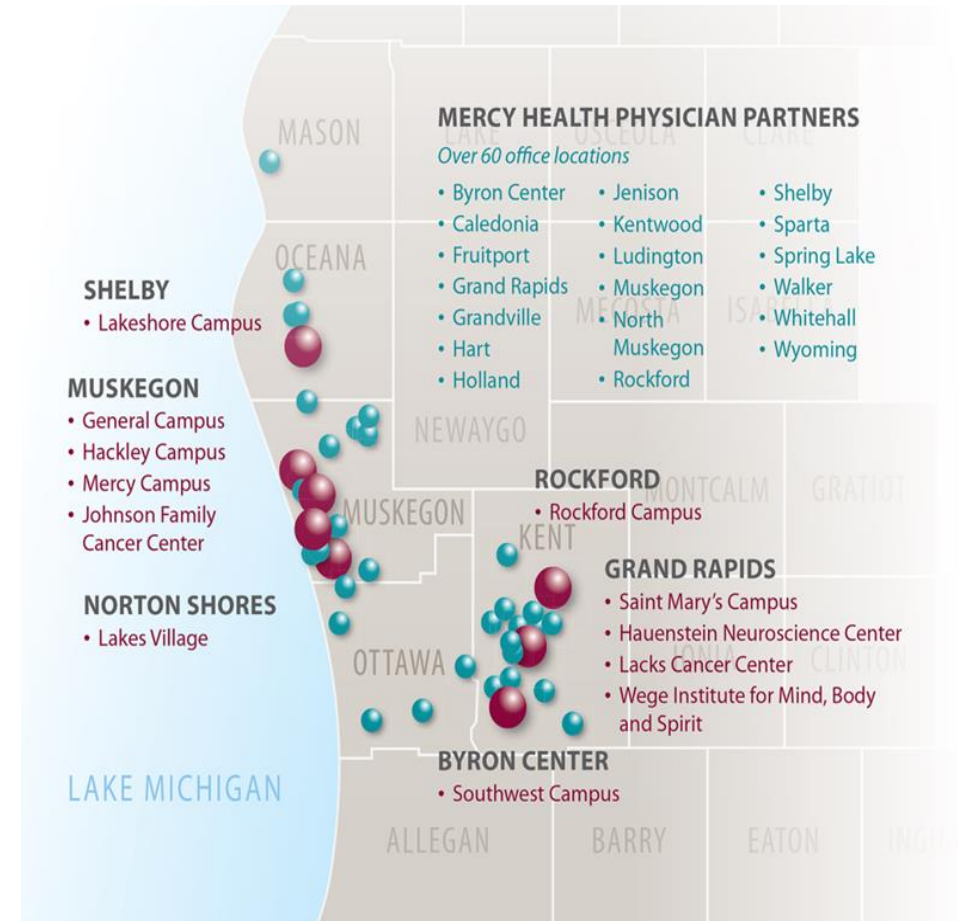 MASON
LAKE
OSCEOLA
CLARE
MERCY HEALTH PHYSICIAN PARTNERS
Over 60 office locations
• Byron Center
• Caledonia
• Fruitport
• Grand Rapids
• Grandville
• Hart
• Holland
• Jenison
• Kentwood
• Ludington
• Muskegon
• North
Muskegon
• Rockford
• Shelby
• Sparta
• Spring Lake
• Walker
• Whitehall
• Wyoming
OCEANA
MECOSTA
ISABELLA
SHELBY
• Lakeshore Campus
MUSKEGON
• General Campus
• Hackley Campus
• Mercy Campus
• Johnson Family
Cancer Center
NEWAYGO
MUSKEGON
ROCKFORD
• Rockford Campus
MONTCALM
GRATIOT
KENT
NORTON SHORES
• Lakes Village
GRAND RAPIDS
• Saint Mary's Campus
• Hauenstein Neuroscience Center
• Lacks Cancer Center
• Wege Institute for Mind, Body
and Spirit
OTTAWA
IONIA
CLINTON
BYRON CENTER
• Southwest Campus
LAKE MICHIGAN
ALLEGAN
BARRY
EATON